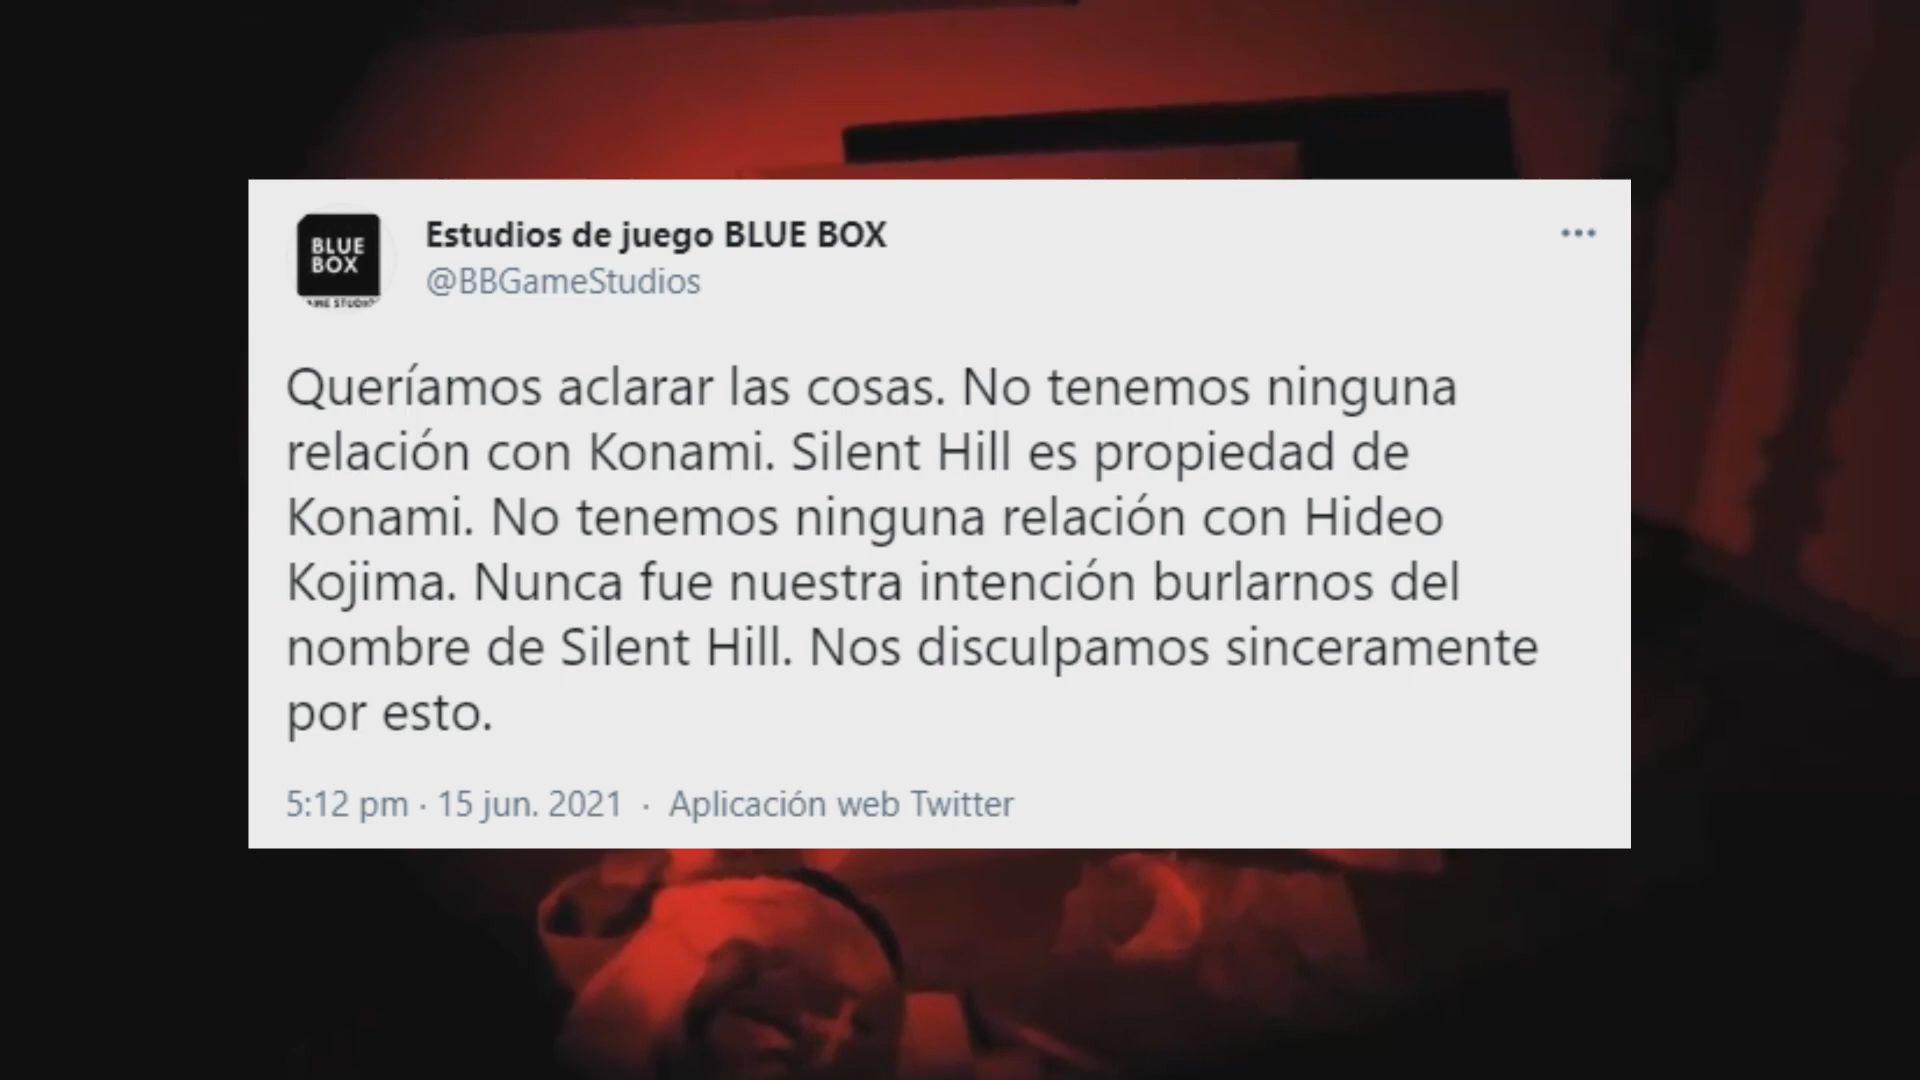 BLUE
BOX
AME STUDIO
Estudios de juego BLUE BOX
@BBGameStudios
Queríamos aclarar las cosas. No tenemos ninguna
relación con Konami. Silent Hill es propiedad de
Konami. No tenemos ninguna relación con Hideo
Kojima. Nunca fue nuestra intención burlarnos del
nombre de Silent Hill. Nos disculpamos sinceramente
por esto.
5:12 pm · 15 jun. 2021 · Aplicación web Twitter